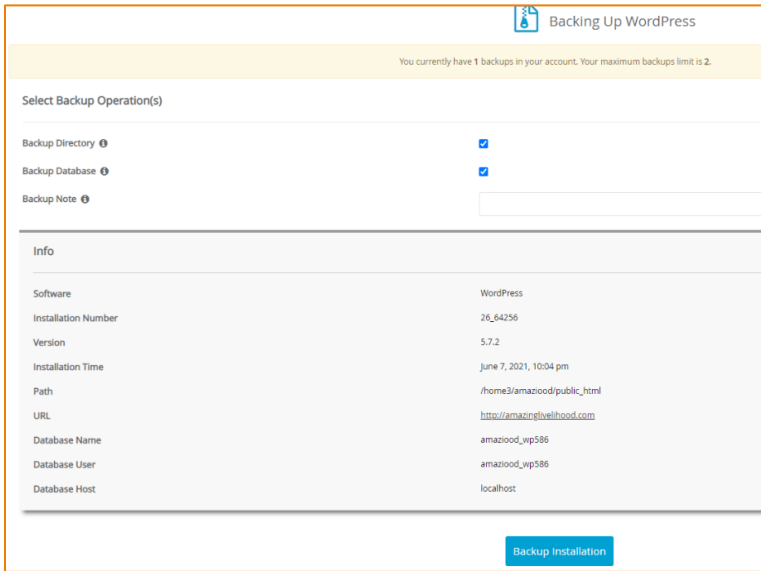 Backing Up WordPress
You currently have 1 backups in your account. Your maximum backups limit is 2.
Select Backup Operation(s)
Backup Directory
Backup Database
Backup Note
Info
Software WordPress
Installation Number 26_64256
Version 5.7.2
Installation Time June 7, 2021, 10:04 pm
Path /home3/amaziood/public_html
URL http://amazinglivelihood.com
Database Name amaziood_wp586
Database User amaziood_wp586
Database Host localhost
Backup Installation